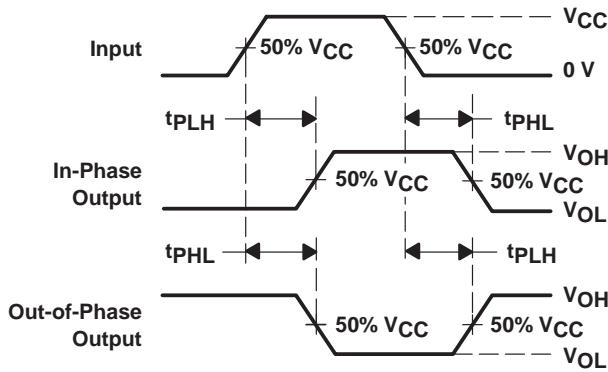 VCC
Input
50% VCC
50% VCC
0 V
tPLH
tPHL
VOH
In-Phase
Output
50% VCC
50% VCC
VOL
tPHL
tPLH
VOH
Out-of-Phase
Output
50% VCC
50% VCC
VOL